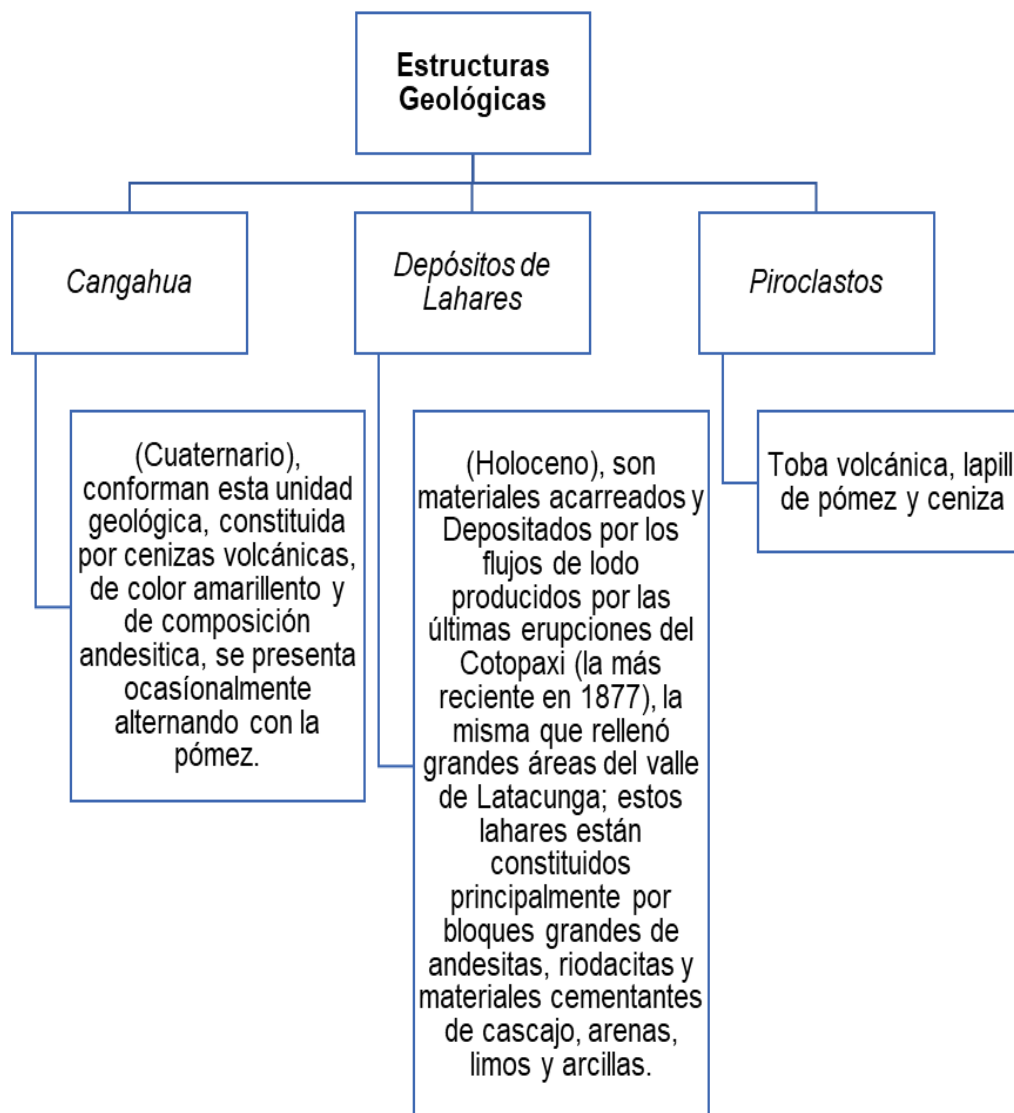 Estructuras
Geológicas
Cangahua
(Cuaternario),
conforman esta unidad
geológica, constituida
por cenizas volcánicas,
de color amarillento y
de composición
andesitica, se presenta
ocasíonalmente
alternando con la
pómez.
Depósitos de
Lahares
(Holoceno), son
materiales acarreados y
Depositados por los
flujos de lodo
producidos por las
últimas erupciones del
Cotopaxi (la más
reciente en 1877), la
misma que rellenó
grandes áreas del valle
de Latacunga; estos
lahares están
constituidos
principalmente por
bloques grandes de
andesitas, riodacitas y
materiales cementantes
de cascajo, arenas,
limos y arcillas.
Piroclastos
Toba volcánica, lapill
de pómez y ceniza